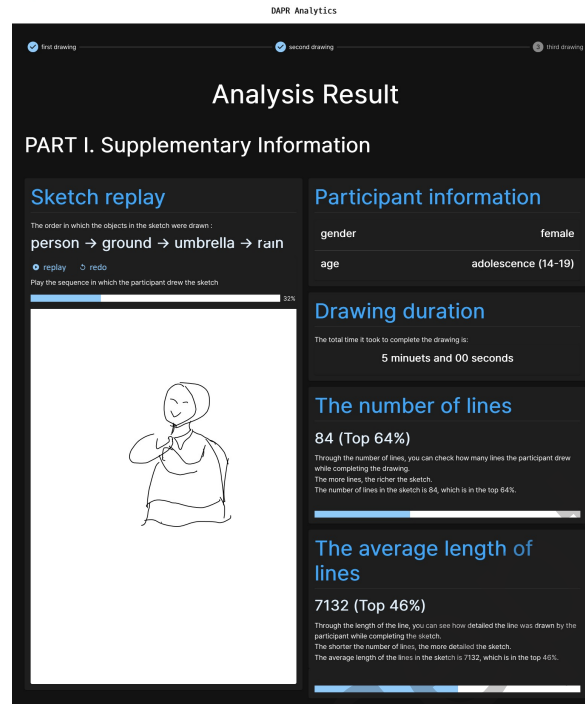 DAPR Analytics
first drawing
second drawing
3 third drawing
Analysis Result
PART I. Supplementary Information
Sketch replay
The order in which the objects in the sketch were drawn :
person → ground → umbrella → rain
replay redo
Play the sequence in which the participant drew the sketch
32%
Participant information
gender female
age adolescence (14-19)
Drawing duration
The total time it took to complete the drawing is:
5 minuets and 00 seconds
The number of lines
84 (Top 64%)
Through the number of lines, you can check how many lines the participant drew
while completing the drawing.
The more lines, the richer the sketch.
The number of lines in the sketch is 84, which is in the top 64%.
The average length of
lines
7132 (Top 46%)
Through the length of the line, you can see how detailed the line was drawn by the
participant while completing the sketch.
The shorter the number of lines, the more detailed the sketch.
The average length of the lines in the sketch is 7132, which is in the top 46%.